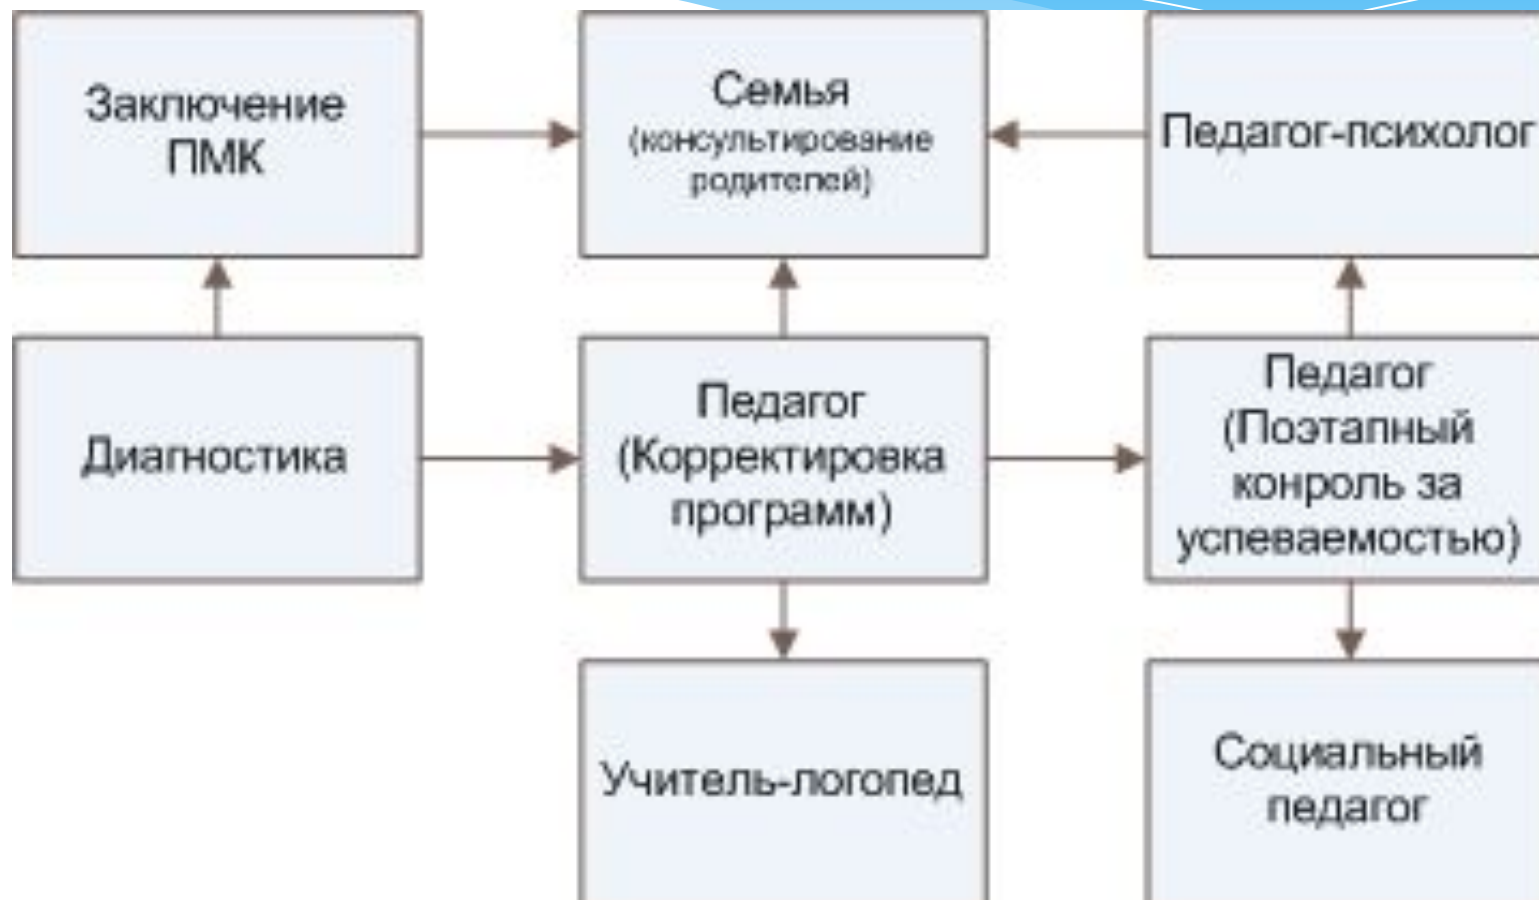 Заключение
ПМК
Семья
(консультирование
родителей)
Педагог-психолог
Диагностика
Педагог
(Корректировка
программ)
Педагог
(Поэтапный
конроль за
успеваемостью)
Учитель-логопед
Социальный
педагог